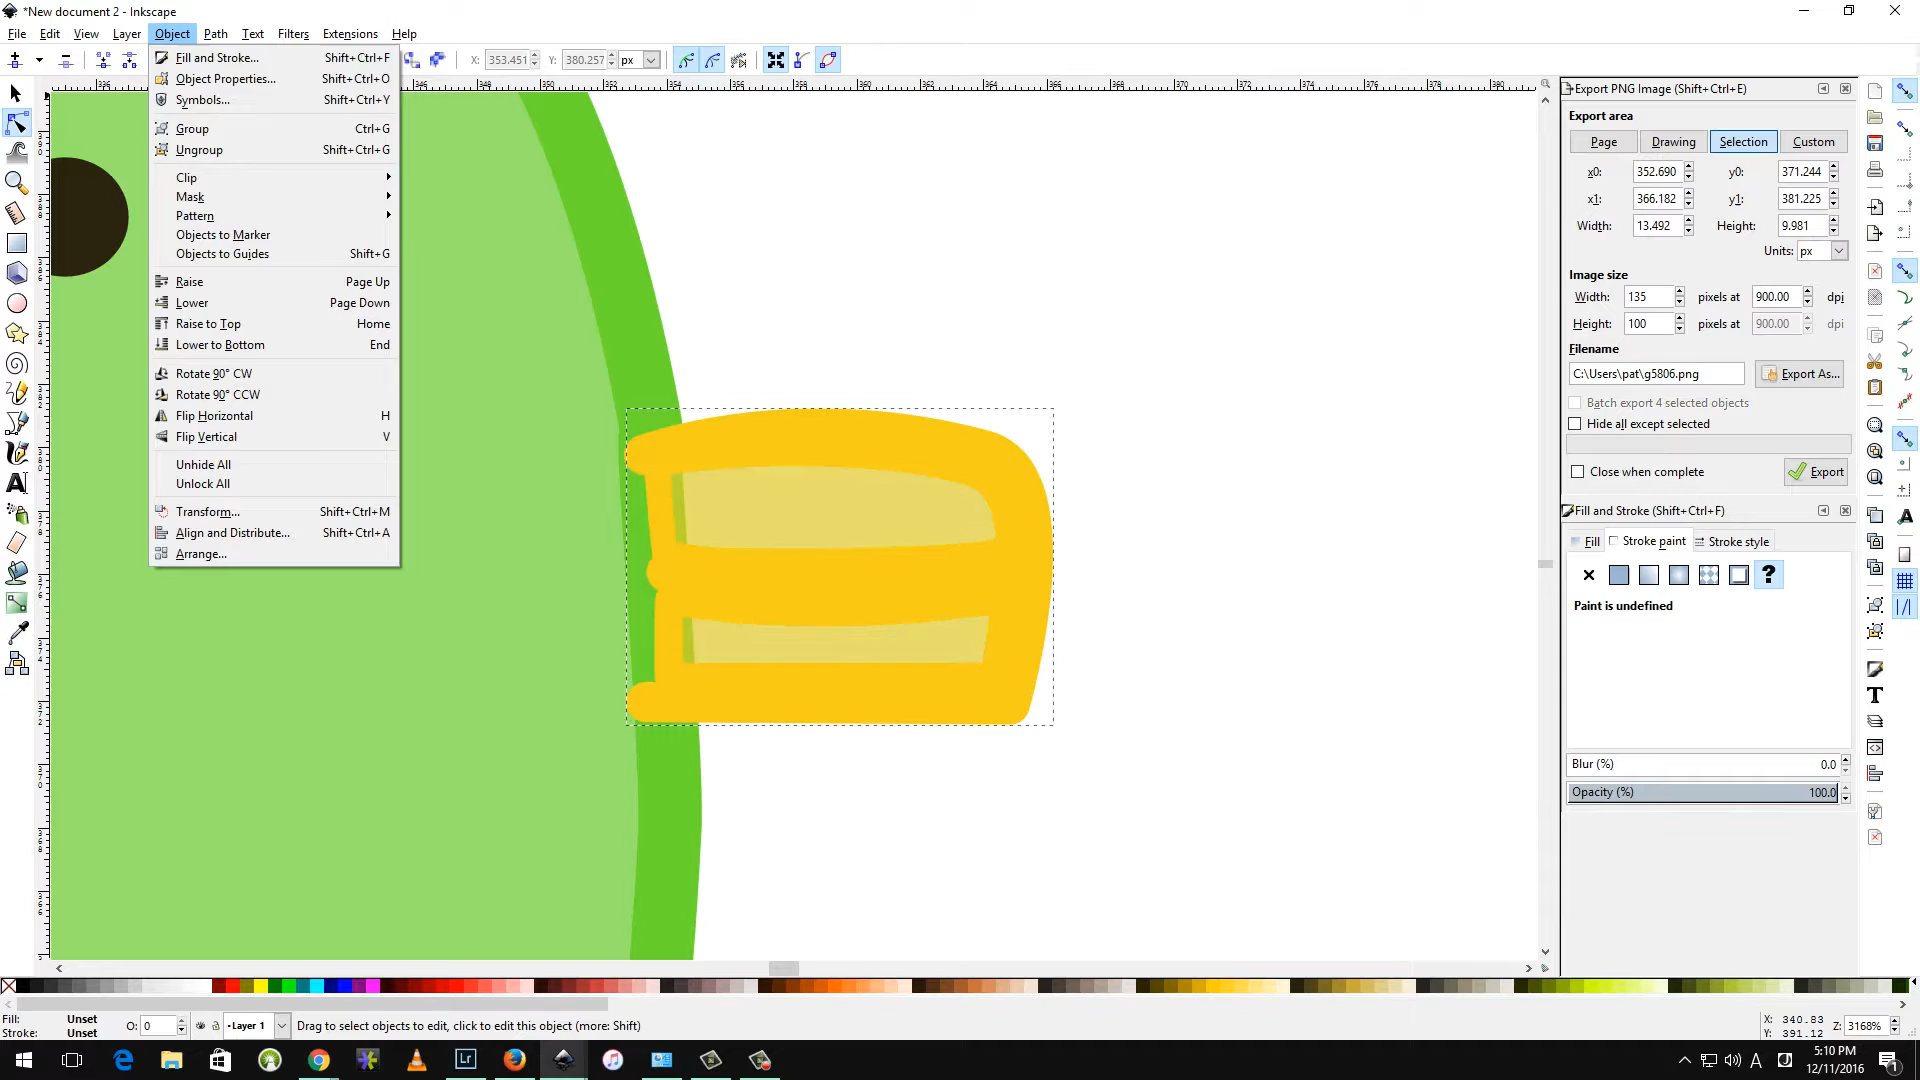 *New document 2 - Inkscape
File Edit View Layer Object Path Text Filters Extensions Help
X: 353.451 Y: 380.257 px
Fill and Stroke... Shift+Ctrl+F
Object Properties... Shift+Ctrl+O
Symbols... Shift+Ctrl+Y
Group Ctrl+G
Ungroup Shift+Ctrl+G
Clip
Mask
Pattern
Objects to Marker
Objects to Guides Shift+G
Raise Page Up
Lower Page Down
Raise to Top Home
Lower to Bottom End
Rotate 90° CW
Rotate 90° CCW
Flip Horizontal H
Flip Vertical V
Unhide All
Unlock All
Transform... Shift+Ctrl+M
Align and Distribute... Shift+Ctrl+A
Arrange...
Export PNG Image (Shift+Ctrl+E)
Export area
Page Drawing Selection Custom
x0: 352.690 y0: 371.244
x1: 366.182 y1: 381.225
Width: 13.492 Height: 9.981
Units: px
Image size
Width: 135 pixels at 900.00 dpi
Height: 100 pixels at 900.00 dpi
Filename
C:\Users\pat\g5806.png Export As...
Batch export 4 selected objects
Hide all except selected
Close when complete Export
Fill and Stroke (Shift+Ctrl+F)
Fill Stroke paint Stroke style
?
Paint is undefined
Blur (%) 0.0
Opacity (%) 100.0
Fill: Unset
Stroke: Unset
O: 0
Layer 1
Drag to select objects to edit, click to edit this object (more: Shift)
X: 340.83
Y: 391.12
Z: 3168%
Lr
5:10 PM
12/11/2016